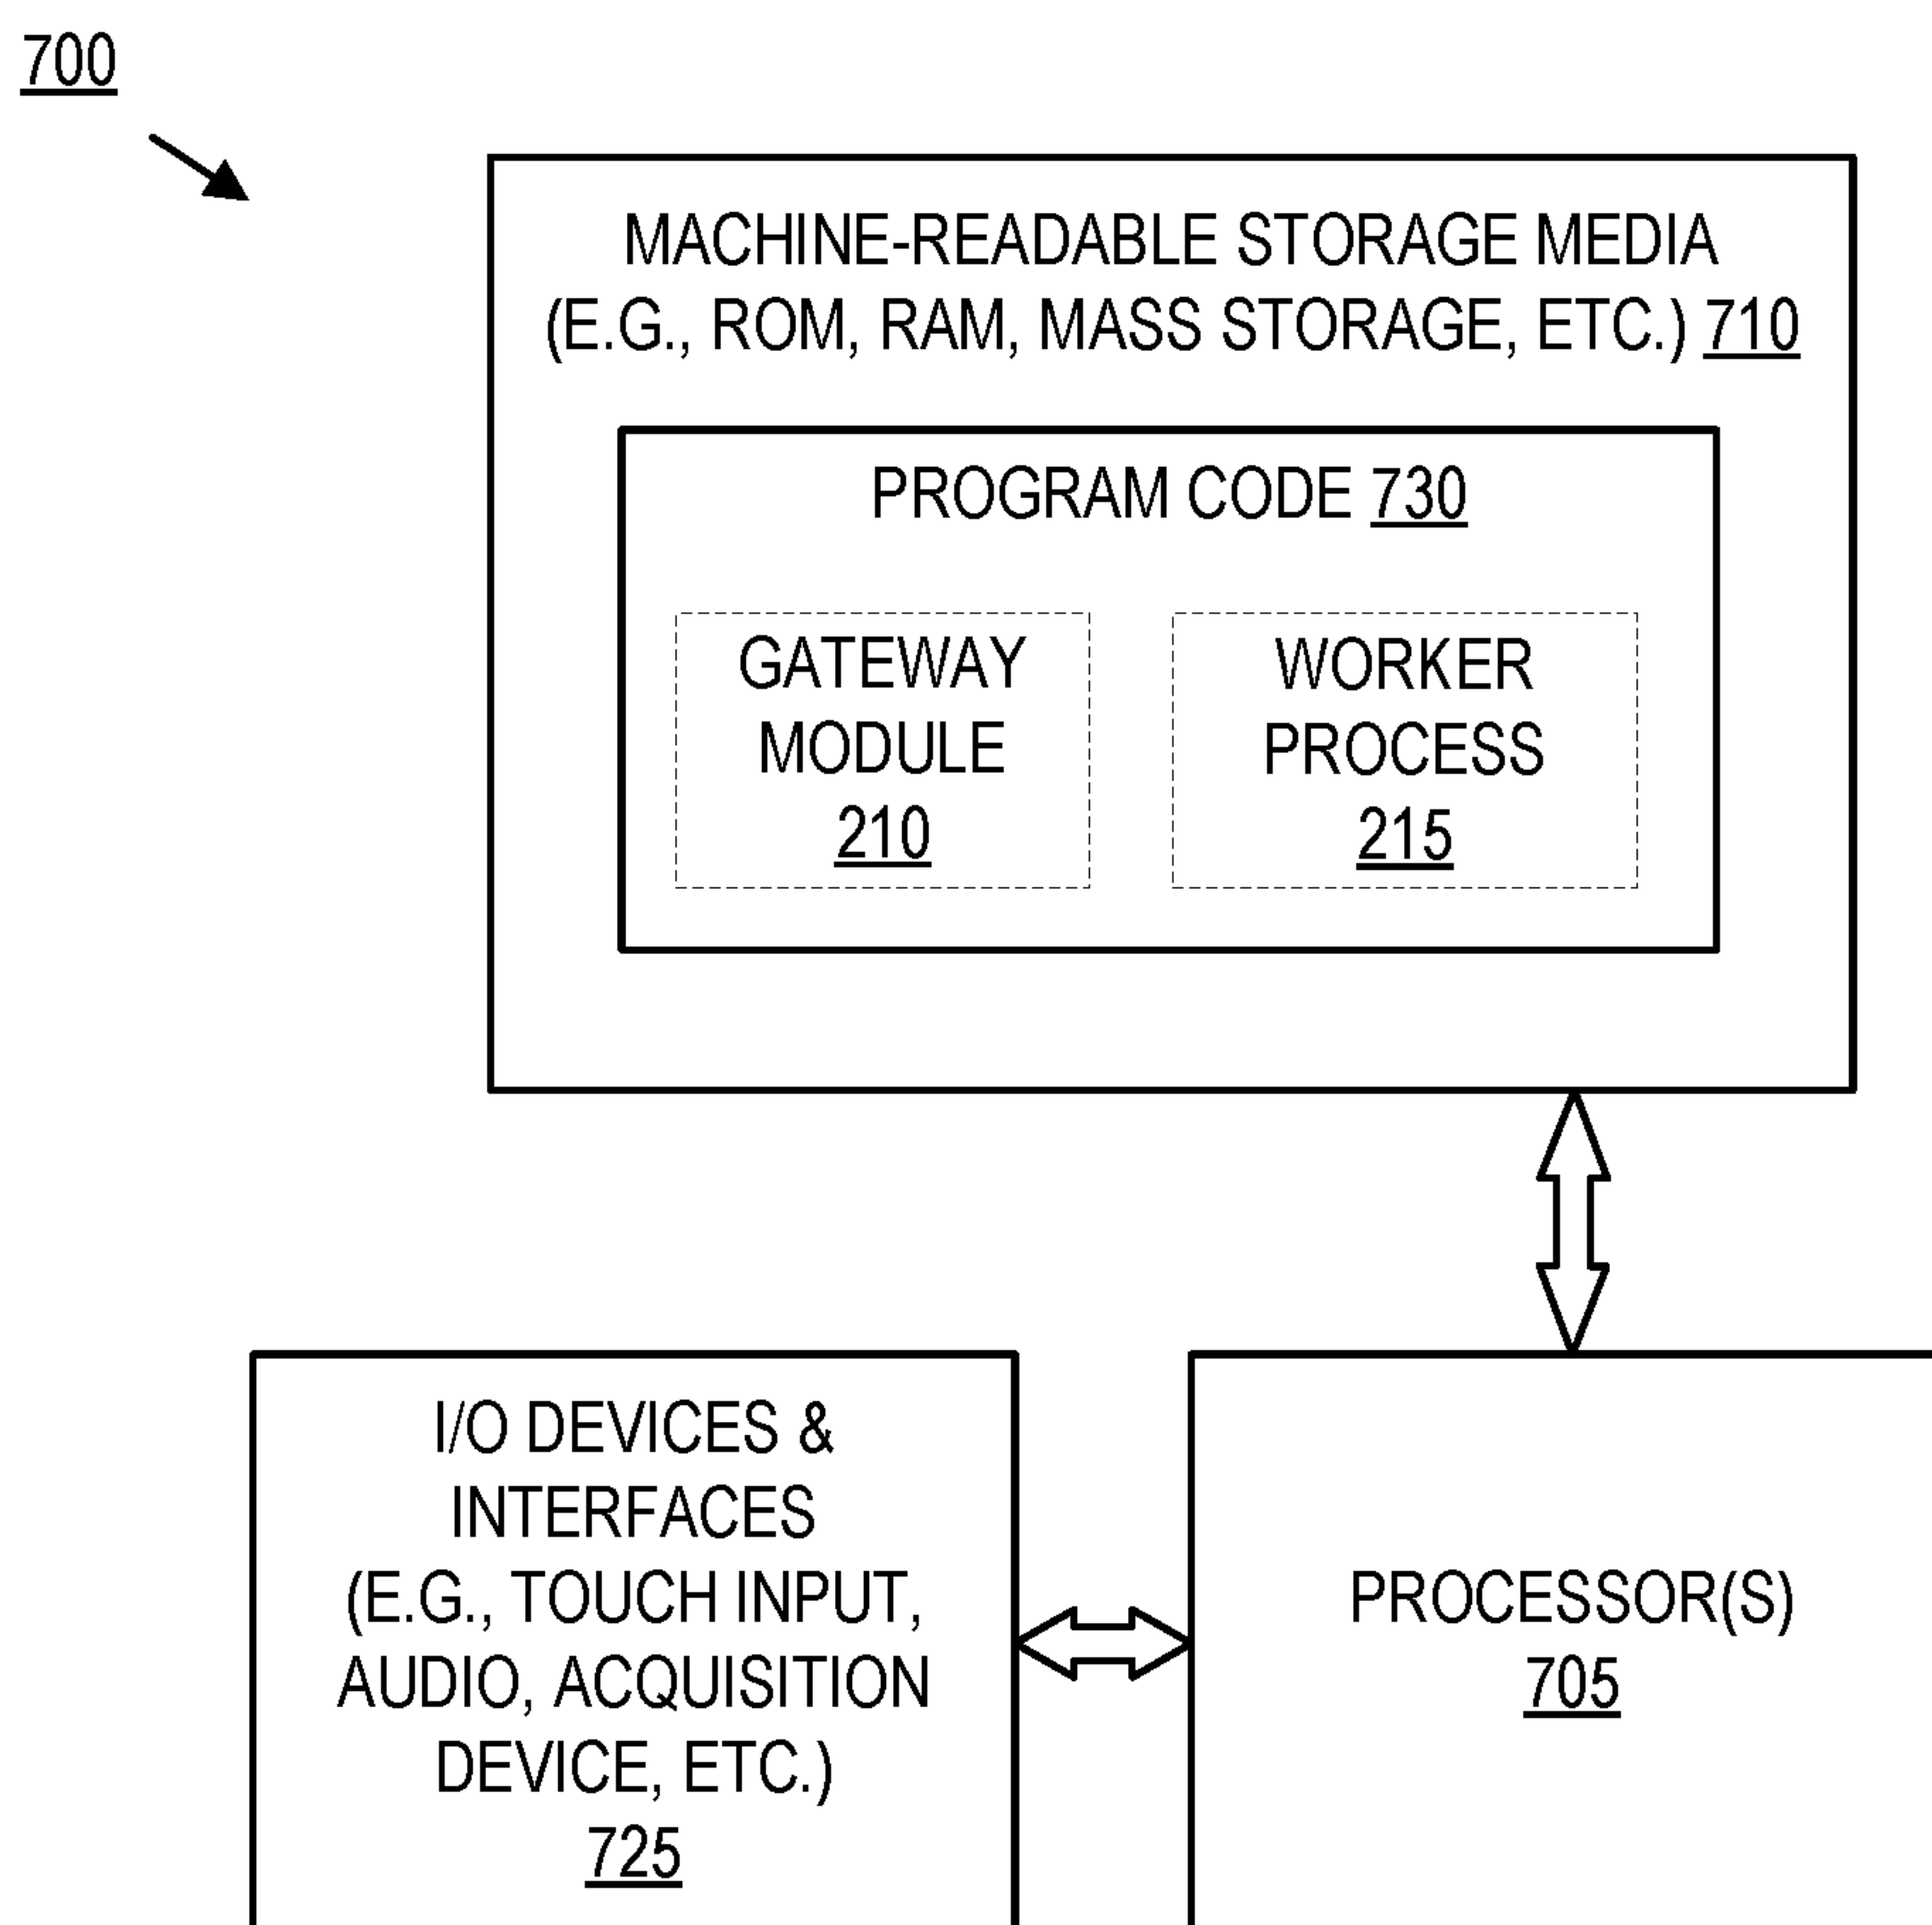 700
MACHINE-READABLE STORAGE MEDIA
(E.G., ROM, RAM, MASS STORAGE, ETC.) 710
PROGRAM CODE 730
GATEWAY
MODULE
210
WORKER
PROCESS
215
I/O DEVICES &
INTERFACES
(E.G., TOUCH INPUT,
AUDIO, ACQUISITION
DEVICE, ETC.)
725
PROCESSOR(S)
705